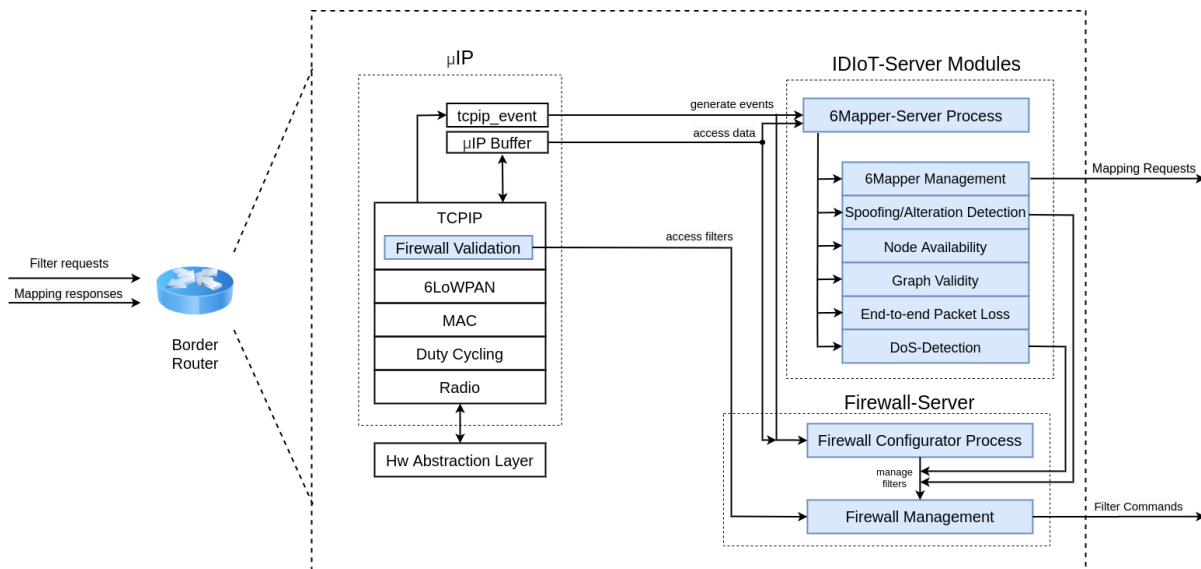 μIP
IDIoT-Server Modules
tcpip_event
generate events
6Mapper-Server Process
μIP Buffer
access data
6Mapper Management
Mapping Requests
TCPIP
Spoofing/Alteration Detection
Firewall Validation
access filters
Node Availability
Filter requests
Graph Validity
6LoWPAN
Mapping responses
End-to-end Packet Loss
MAC
Border
Router
Duty Cycling
DoS-Detection
Radio
Firewall-Server
Firewall Configurator Process
Hw Abstraction Layer
manage
filters
Firewall Management
Filter Commands